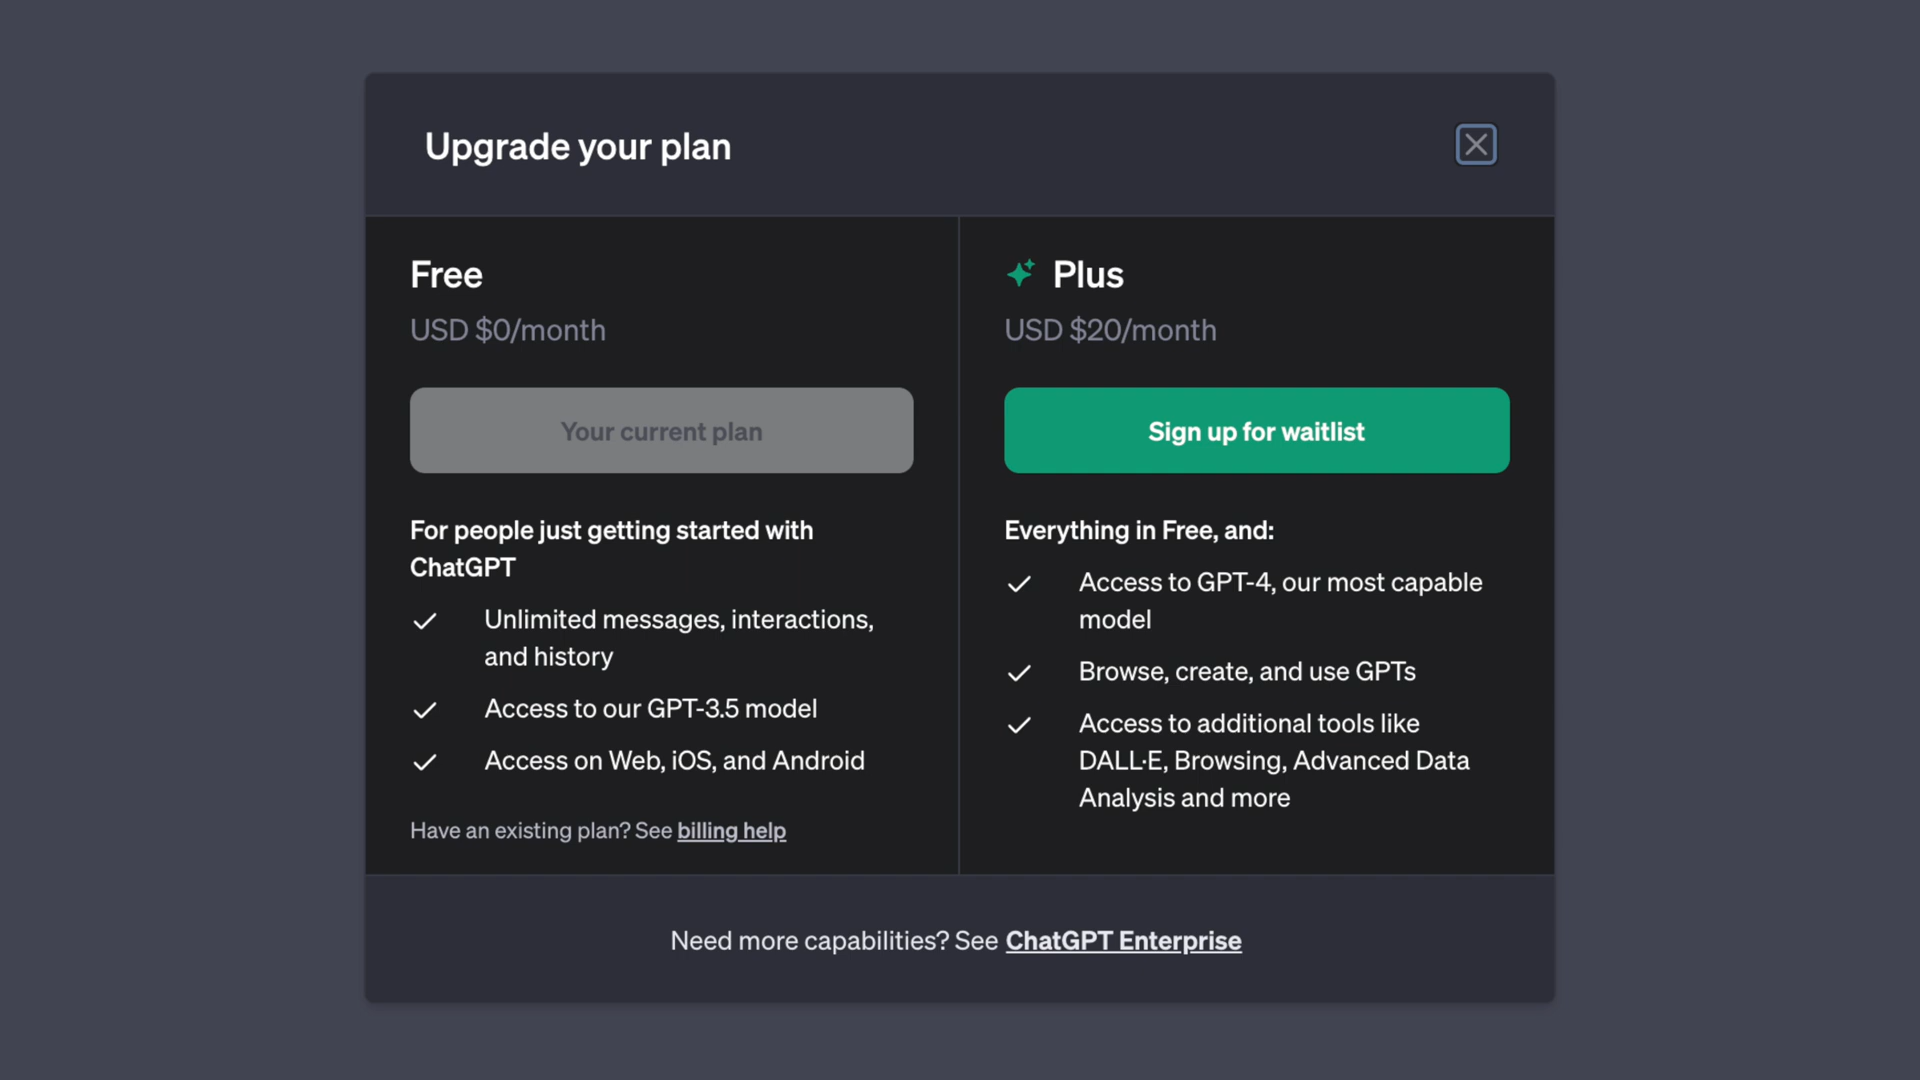 Upgrade your plan
Free
USD $0/month
Your current plan
For people just getting started with
ChatGPT
Unlimited messages, interactions,
and history
Access to our GPT-3.5 model
Access on Web, iOS, and Android
Have an existing plan? See billing help
Plus
USD $20/month
Sign up for waitlist
Everything in Free, and:
Access to GPT-4, our most capable
model
Browse, create, and use GPTs
Access to additional tools like
DALL·E, Browsing, Advanced Data
Analysis and more
Need more capabilities? See ChatGPT Enterprise